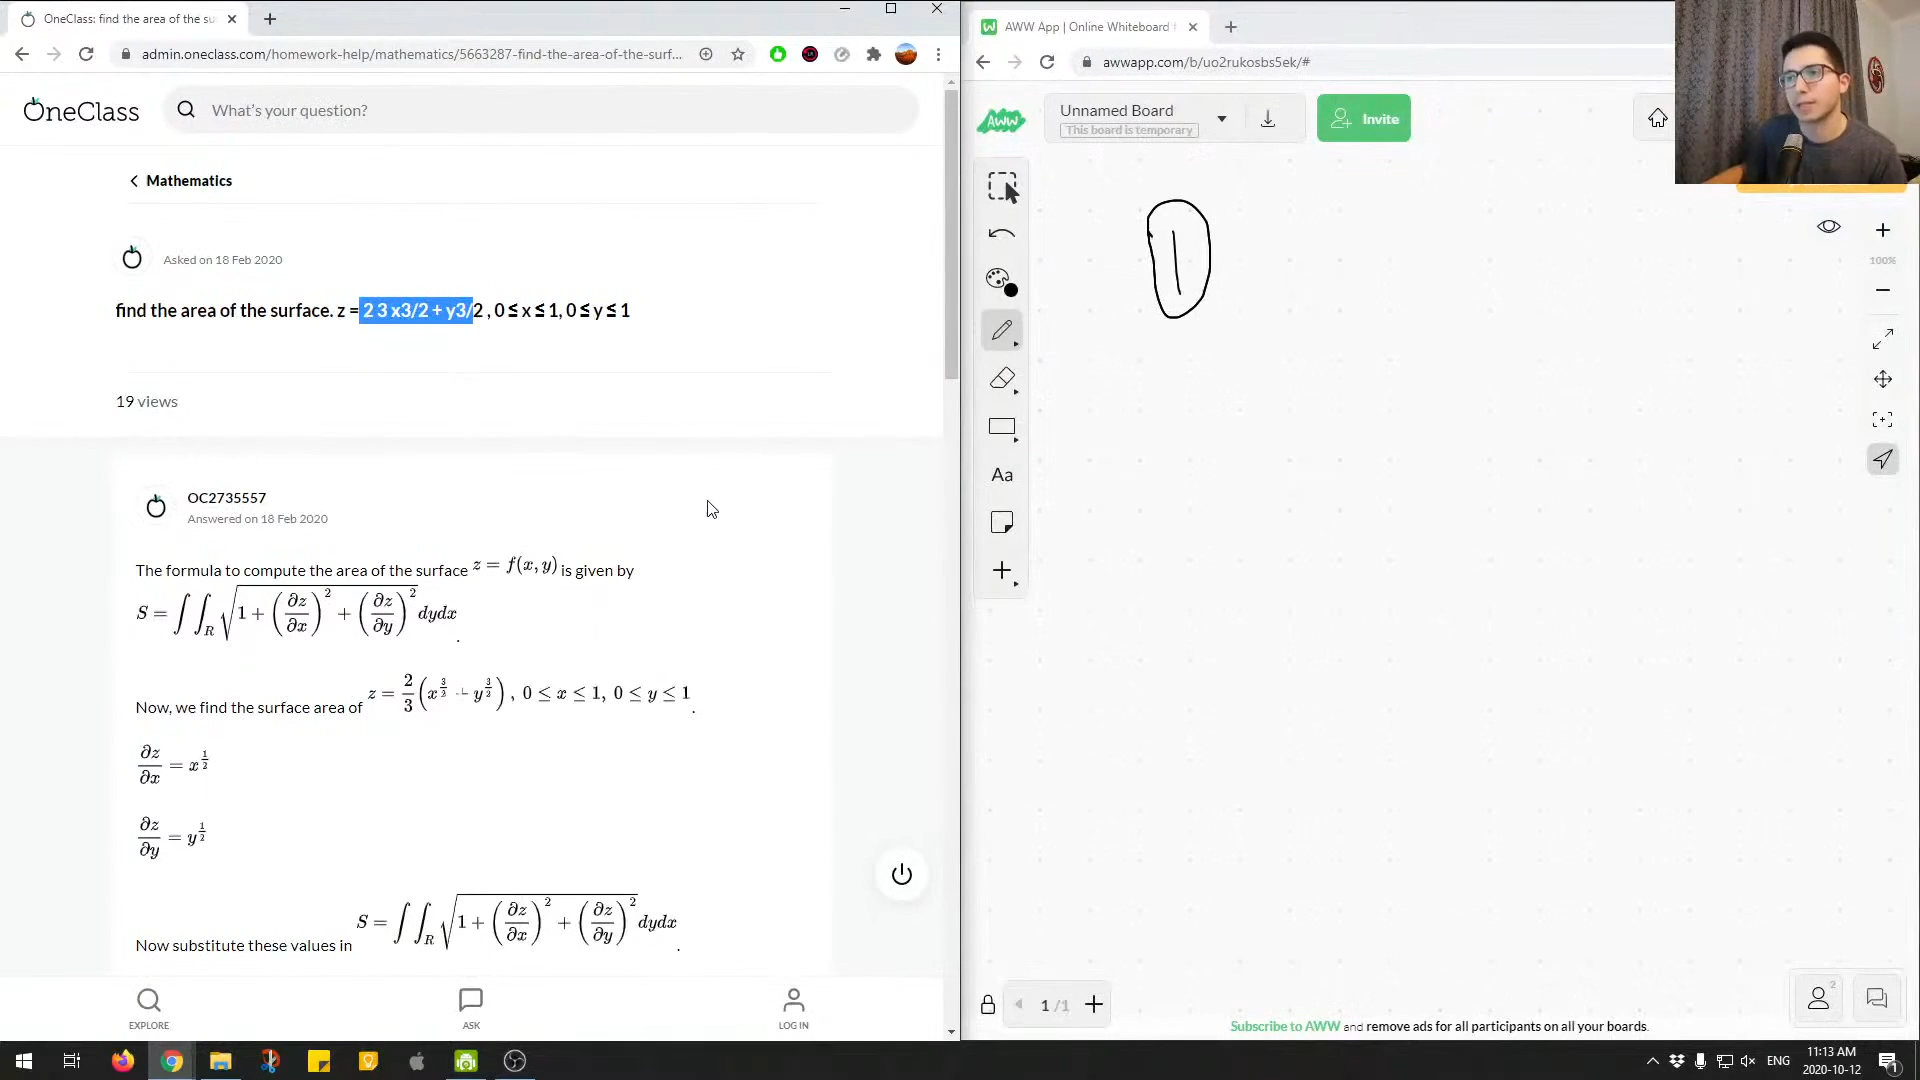 OneClass: find the area of the su
admin.oneclass.com/homework-help/mathematics/5663287-find-the-area-of-the-surf...
OneClass
What's your question?
Mathematics
Asked on 18 Feb 2020
find the area of the surface. z = 2 3 x3/2 + y3/2 , 0 ≤ x ≤ 1, 0 ≤ y ≤ 1
19 views
OC2735557
Answered on 18 Feb 2020
The formula to compute the area of the surface z = f(x, y) is given by
S = ∫∫_R √(1 + (∂z/∂x)^2 + (∂z/∂y)^2) dydx .
Now, we find the surface area of z = 2/3 (x^(3/2) + y^(3/2)) , 0 ≤ x ≤ 1, 0 ≤ y ≤ 1 .
∂z/∂x = x^(1/2)
∂z/∂y = y^(1/2)
Now substitute these values in S = ∫∫_R √(1 + (∂z/∂x)^2 + (∂z/∂y)^2) dydx .
EXPLORE
ASK
LOG IN
AWW App | Online Whiteboard
awwapp.com/b/uo2rukosbs5ek/#
AWW
Unnamed Board
This board is temporary
Invite
1
100%
Aa
1 /1
2
Subscribe to AWW and remove ads for all participants on all your boards.
ENG
11:13 AM
2020-10-12
1